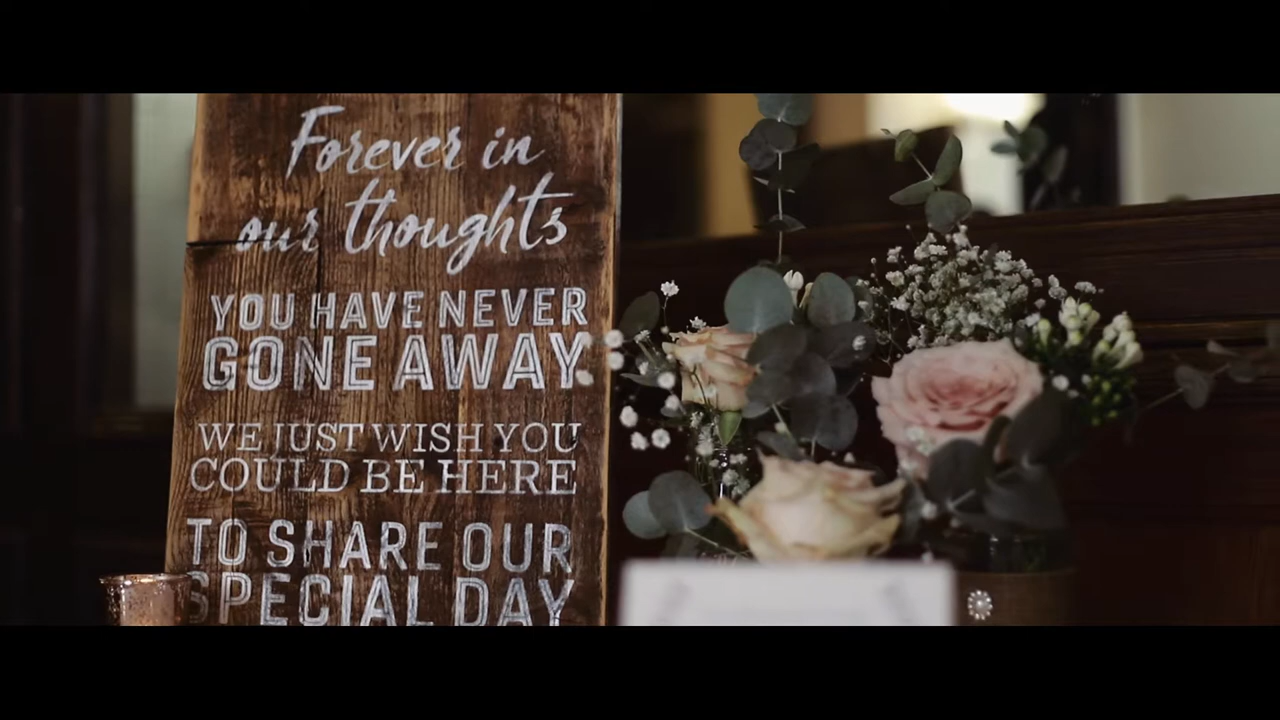 Forever in
our thoughts
YOU HAVE NEVER
GONE AWAY
WE JUST WISH YOU
COULD BE HERE
TO SHARE OUR
SPECIAL DAY